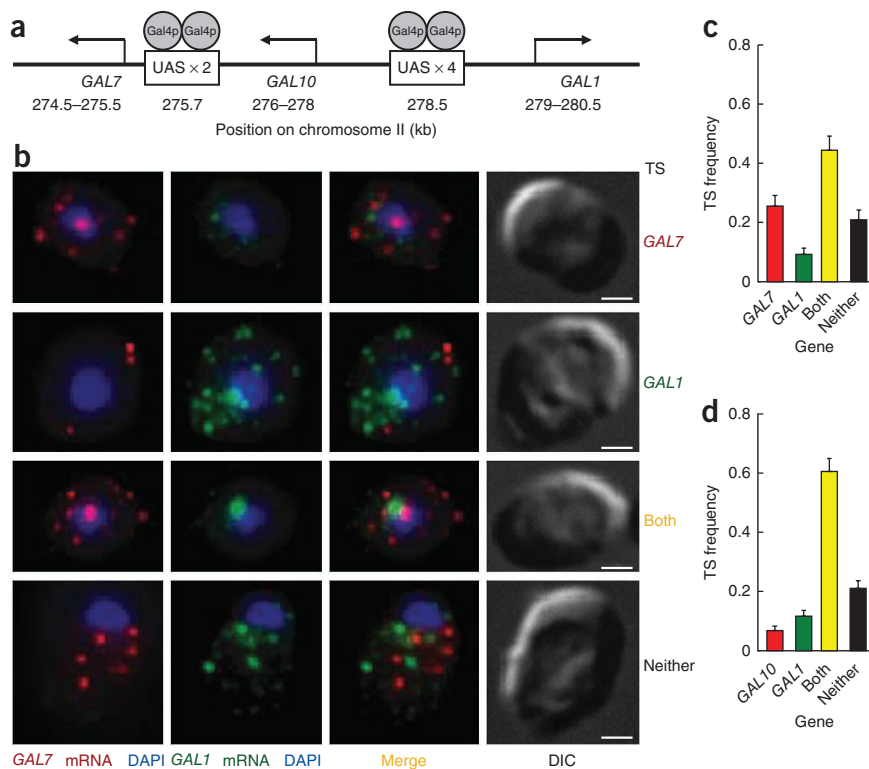 a
Gal4p Gal4p Gal4p Gal4p
UAS × 2 UAS × 4
GAL7 GAL10 GAL1
274.5–275.5 275.7 276–278 278.5 279–280.5
Position on chromosome II (kb)
b
TS
GAL7
GAL1
Both
Neither
GAL7 mRNA DAPI GAL1 mRNA DAPI Merge DIC
c
TS frequency
0.8
0.6
0.4
0.2
0
GAL7 GAL1 Both Neither
Gene
d
TS frequency
0.8
0.6
0.4
0.2
0
GAL10 GAL1 Both Neither
Gene